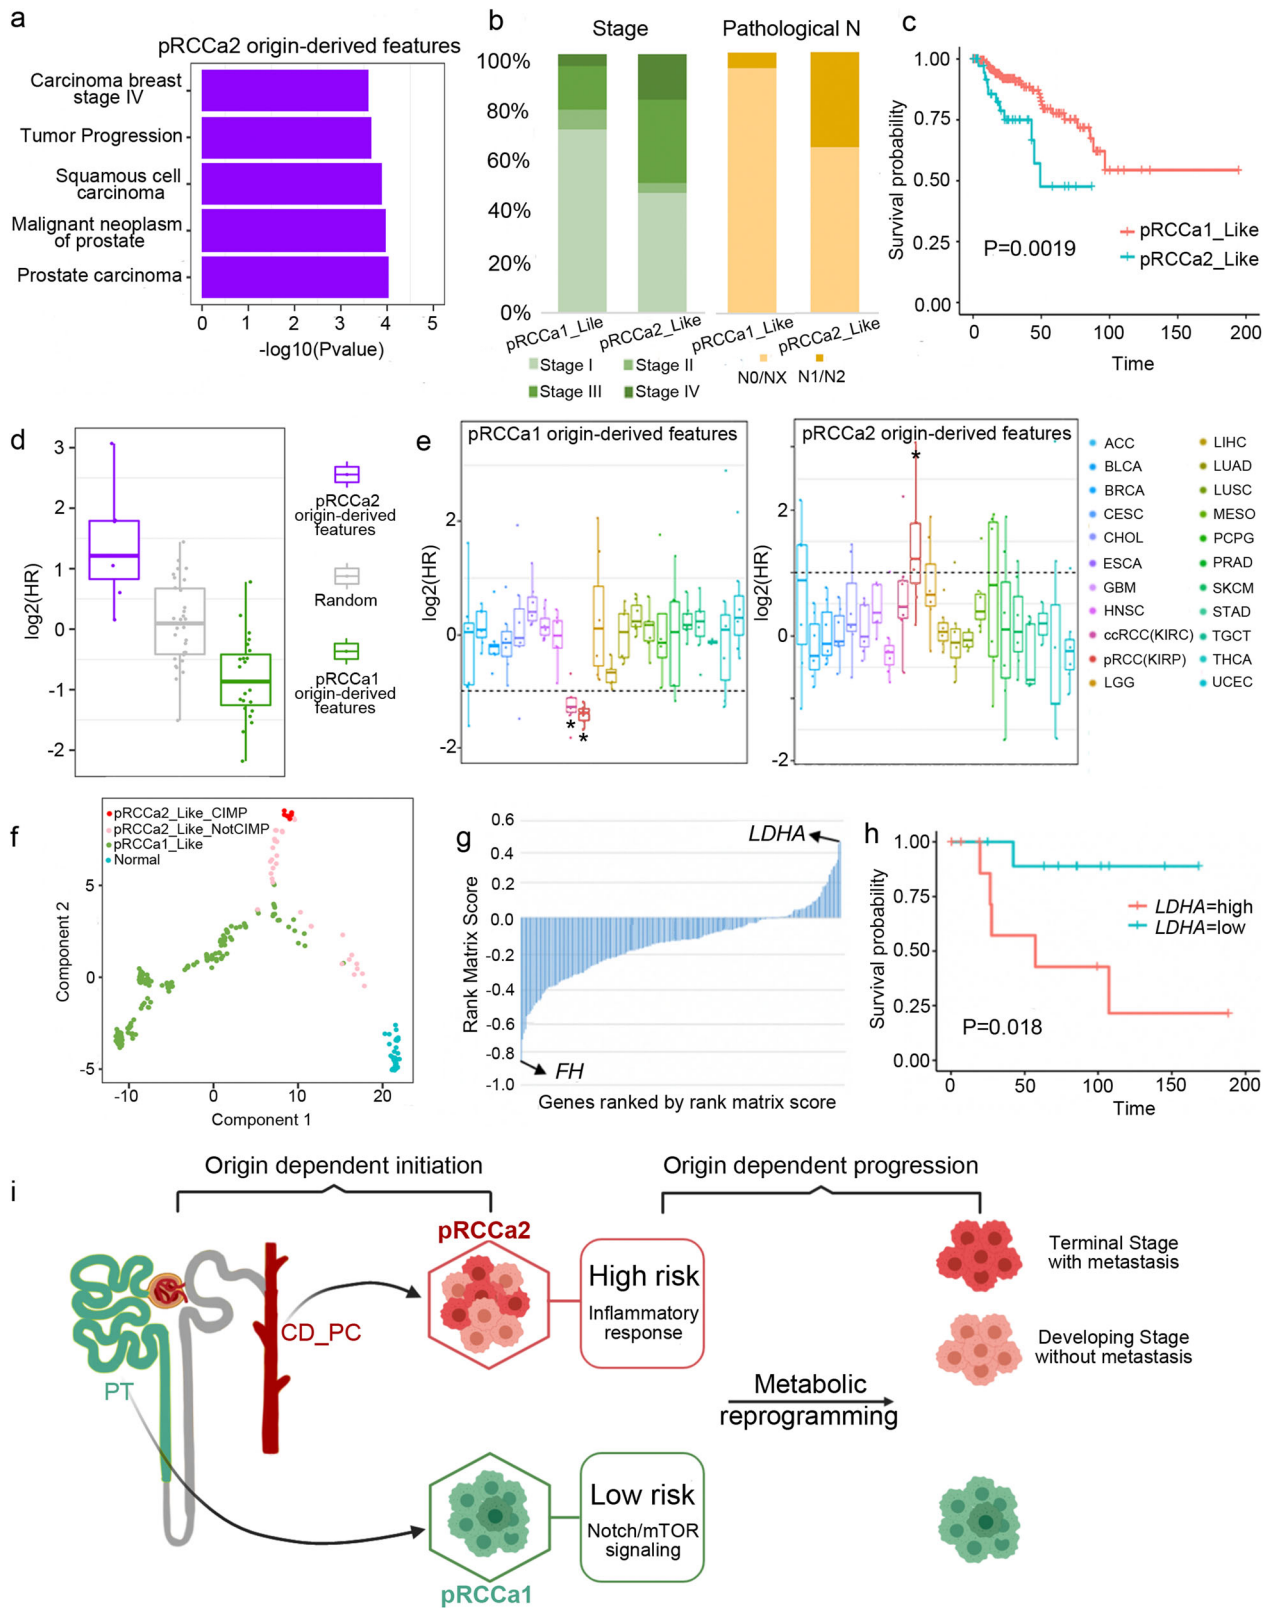 a
pRCCa2 origin-derived features
Carcinoma breast
stage IV
Tumor Progression
Squamous cell
carcinoma
Malignant neoplasm
of prostate
Prostate carcinoma
0 1 2 3 4 5
-log10(Pvalue)
b
Stage
Pathological N
100%
80%
60%
40%
20%
0%
pRCCa1_Lile
pRCCa2_Like
pRCCa1_Like
pRCCa2_Like
Stage I
Stage II
Stage III
Stage IV
N0/NX
N1/N2
c
Survival probability
1.00
0.75
0.50
0.25
0.00
P=0.0019
pRCCa1_Like
pRCCa2_Like
0 50 100 150 200
Time
d
log2(HR)
3
2
1
0
-1
-2
pRCCa2
origin-derived
features
Random
pRCCa1
origin-derived
features
e
pRCCa1 origin-derived features
log2(HR)
2
0
-2
*
*
pRCCa2 origin-derived features
log2(HR)
2
0
-2
*
ACC
BLCA
BRCA
CESC
CHOL
ESCA
GBM
HNSC
ccRCC(KIRC)
pRCC(KIRP)
LGG
LIHC
LUAD
LUSC
MESO
PCPG
PRAD
SKCM
STAD
TGCT
THCA
UCEC
f
pRCCa2_Like_CIMP
pRCCa2_Like_NotCIMP
pRCCa1_Like
Normal
Component 2
5
0
-5
-10 0 10 20
Component 1
g
Rank Matrix Score
0.6
0.4
0.2
0.0
-0.2
-0.4
-0.6
-0.8
-1.0
LDHA
FH
Genes ranked by rank matrix score
h
Survival probability
1.00
0.75
0.50
0.25
0.00
LDHA=high
LDHA=low
P=0.018
0 50 100 150 200
Time
i
Origin dependent initiation
Origin dependent progression
pRCCa2
High risk
Inflammatory
response
CD_PC
PT
Terminal Stage
with metastasis
Developing Stage
without metastasis
Metabolic
reprogramming
Low risk
Notch/mTOR
signaling
pRCCa1